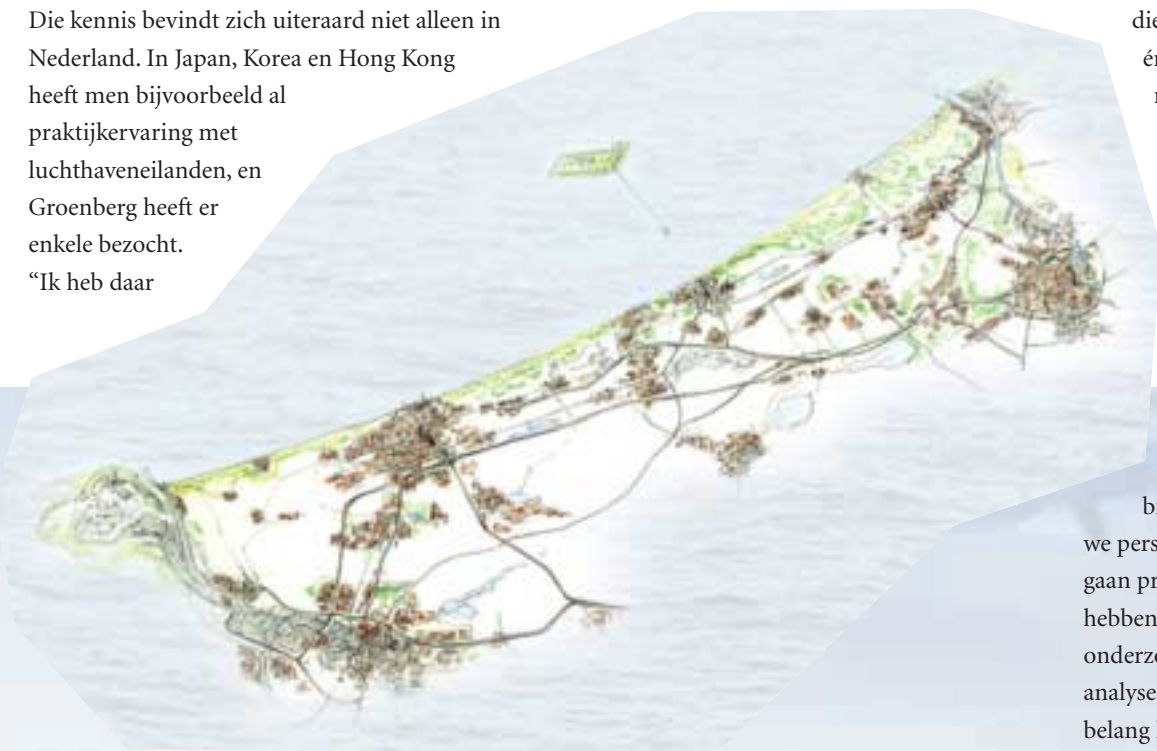 Die kennis bevindt zich uiteraard niet alleen in
Nederland. In Japan, Korea en Hong Kong
heeft men bijvoorbeeld al
praktijkervaring met
luchthaveneilanden, en
Groenberg heeft er
enkele bezocht.
“Ik heb daar
die
we pers
gaan pr
hebben
onderzo
analyse
belang